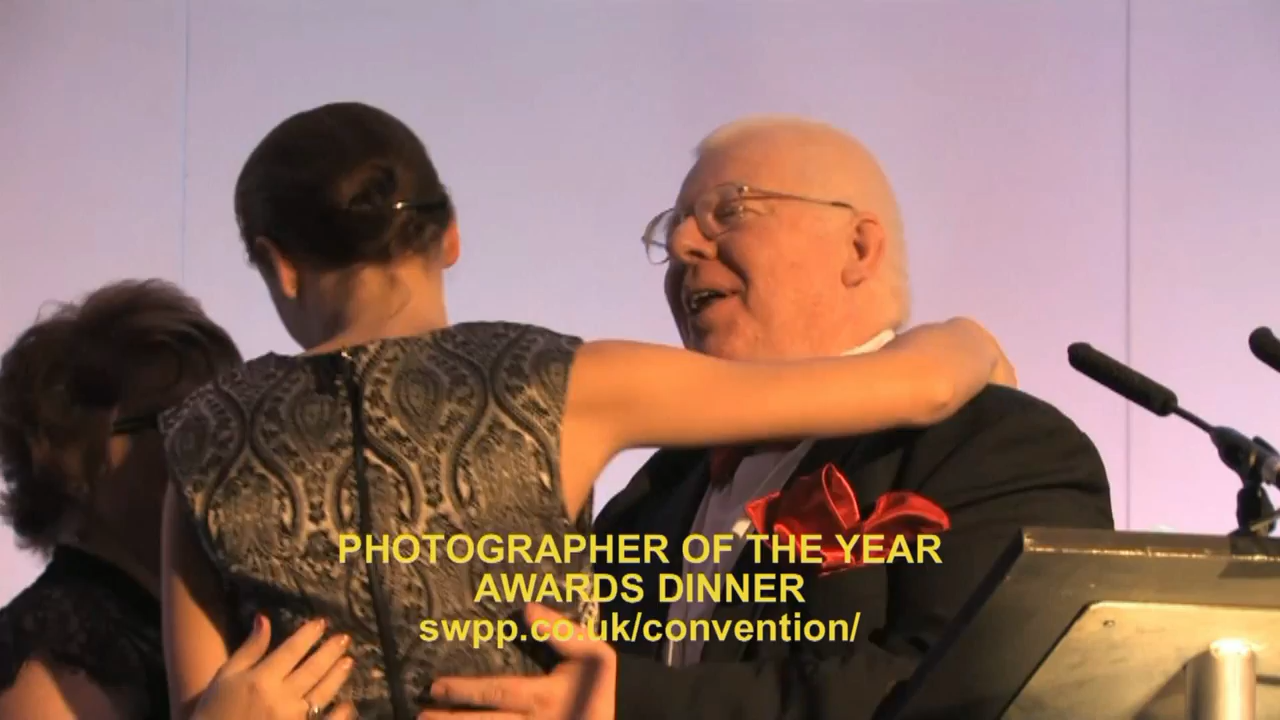 PHOTOGRAPHER OF THE YEAR
AWARDS DINNER
swpp.co.uk/convention/